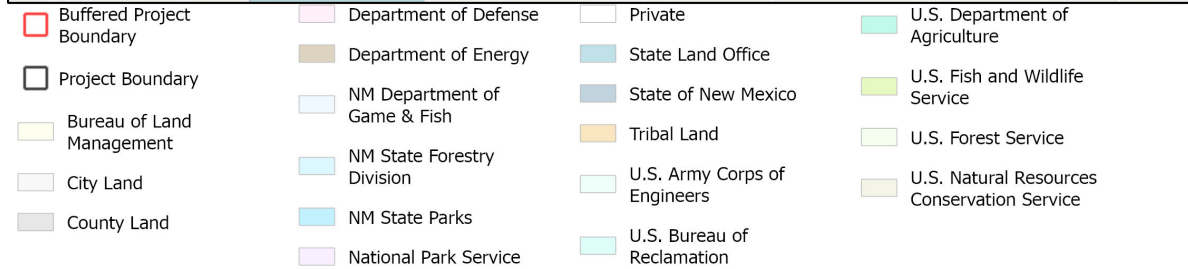 Buffered Project
Boundary
Project Boundary
Bureau of Land
Management
City Land
County Land
Department of Defense
Department of Energy
NM Department of
Game & Fish
NM State Forestry
Division
NM State Parks
National Park Service
Private
State Land Office
State of New Mexico
Tribal Land
U.S. Army Corps of
Engineers
U.S. Bureau of
Reclamation
U.S. Department of
Agriculture
U.S. Fish and Wildlife
Service
U.S. Forest Service
U.S. Natural Resources
Conservation Service